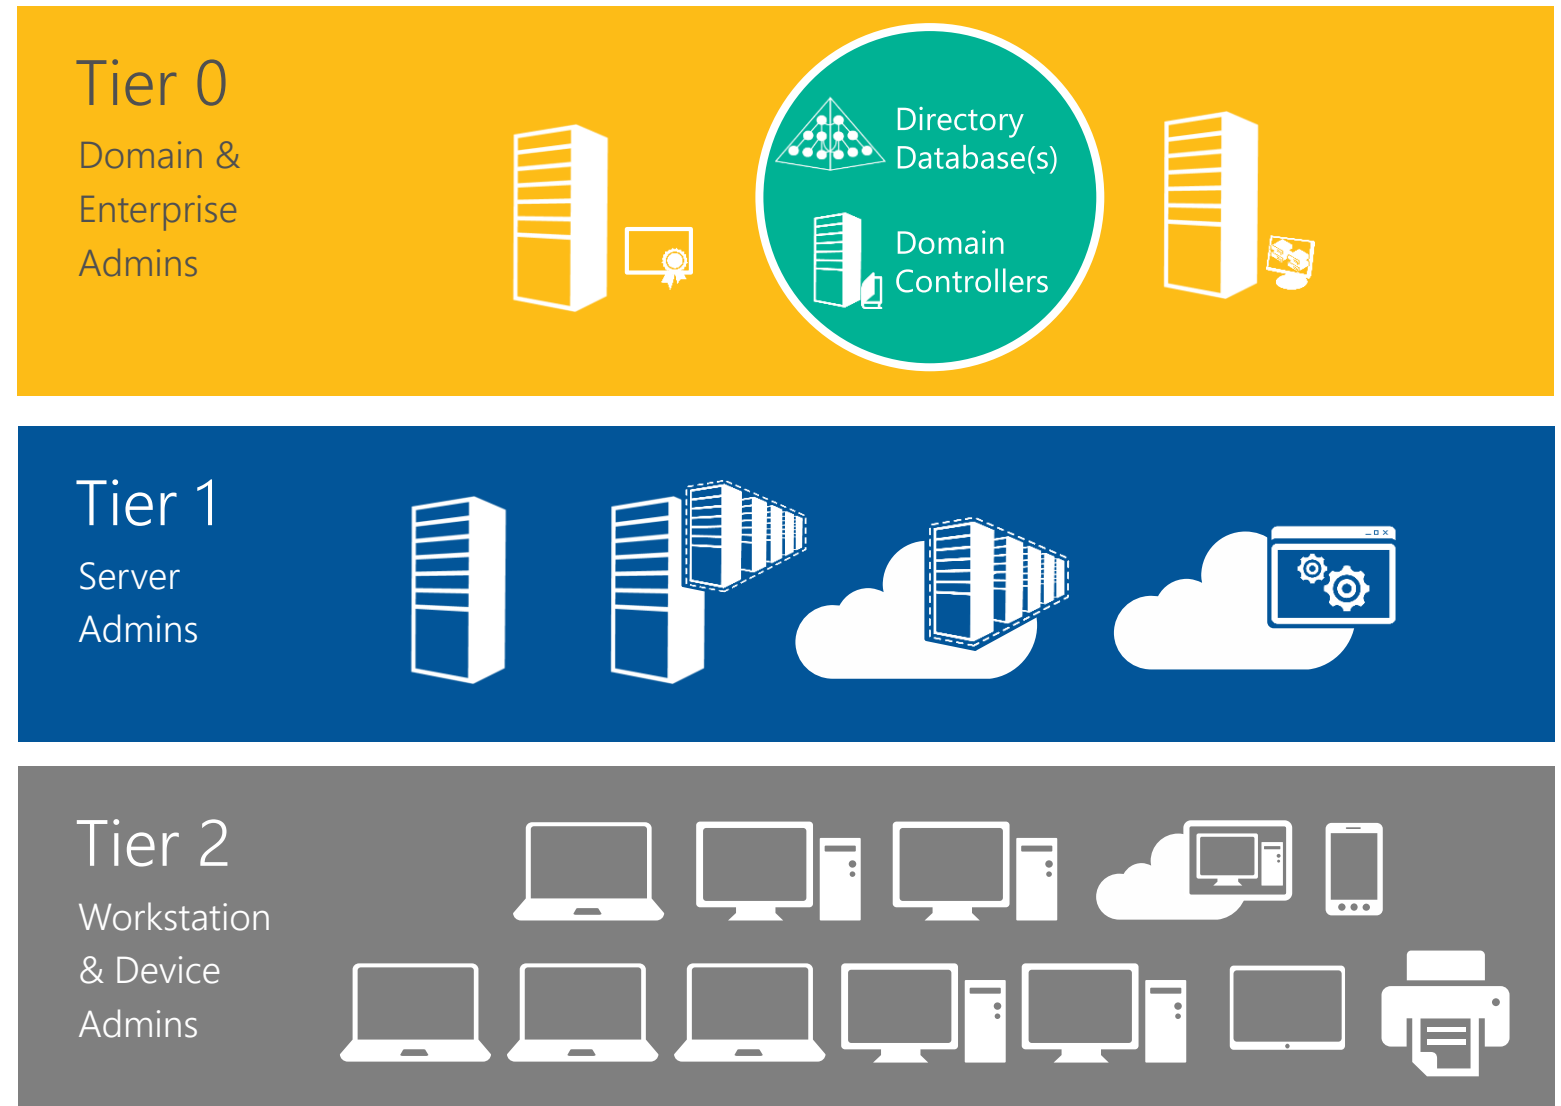 Tier 0
Domain &
Enterprise
Admins
Directory
Database(s)
Domain
Controllers
Tier 1
Server
Admins
Tier 2
Workstation
& Device
Admins